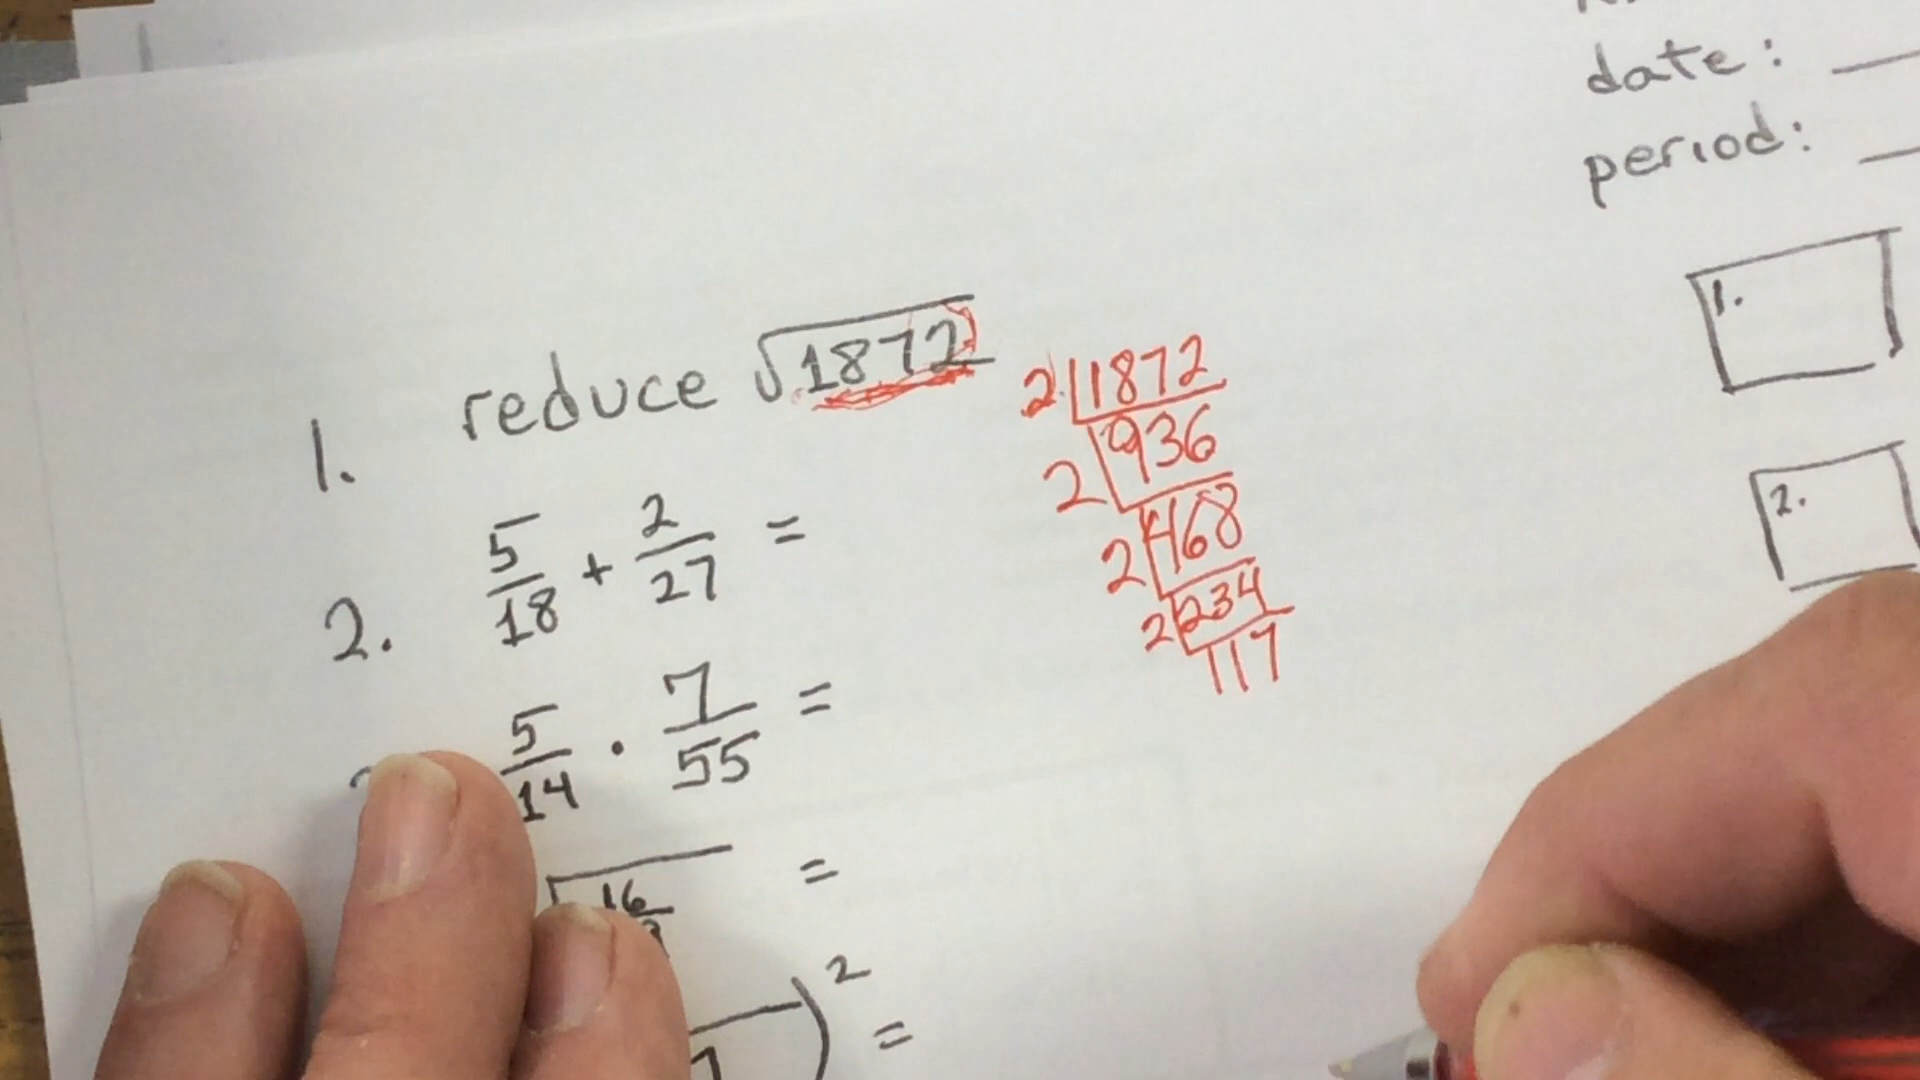 date:
period:
1. reduce √1872
2|1872
2|936
2|468
2|234
117
2. 5/18 + 2/27 =
5/14 · 7/55 =
16 =
)² =
1.
2.